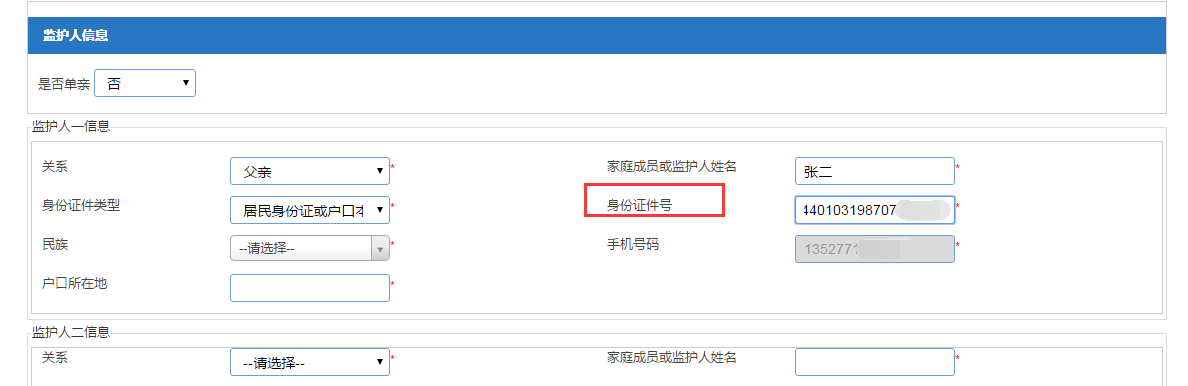 监护人信息
是否单亲 否
监护人一信息
关系 父亲 * 家庭成员或监护人姓名 张二 *
身份证件类型 居民身份证或户口本 * 身份证件号 440103198707 *
民族 --请选择-- * 手机号码 1352771 *
户口所在地 *
监护人二信息
关系 --请选择-- * 家庭成员或监护人姓名 *